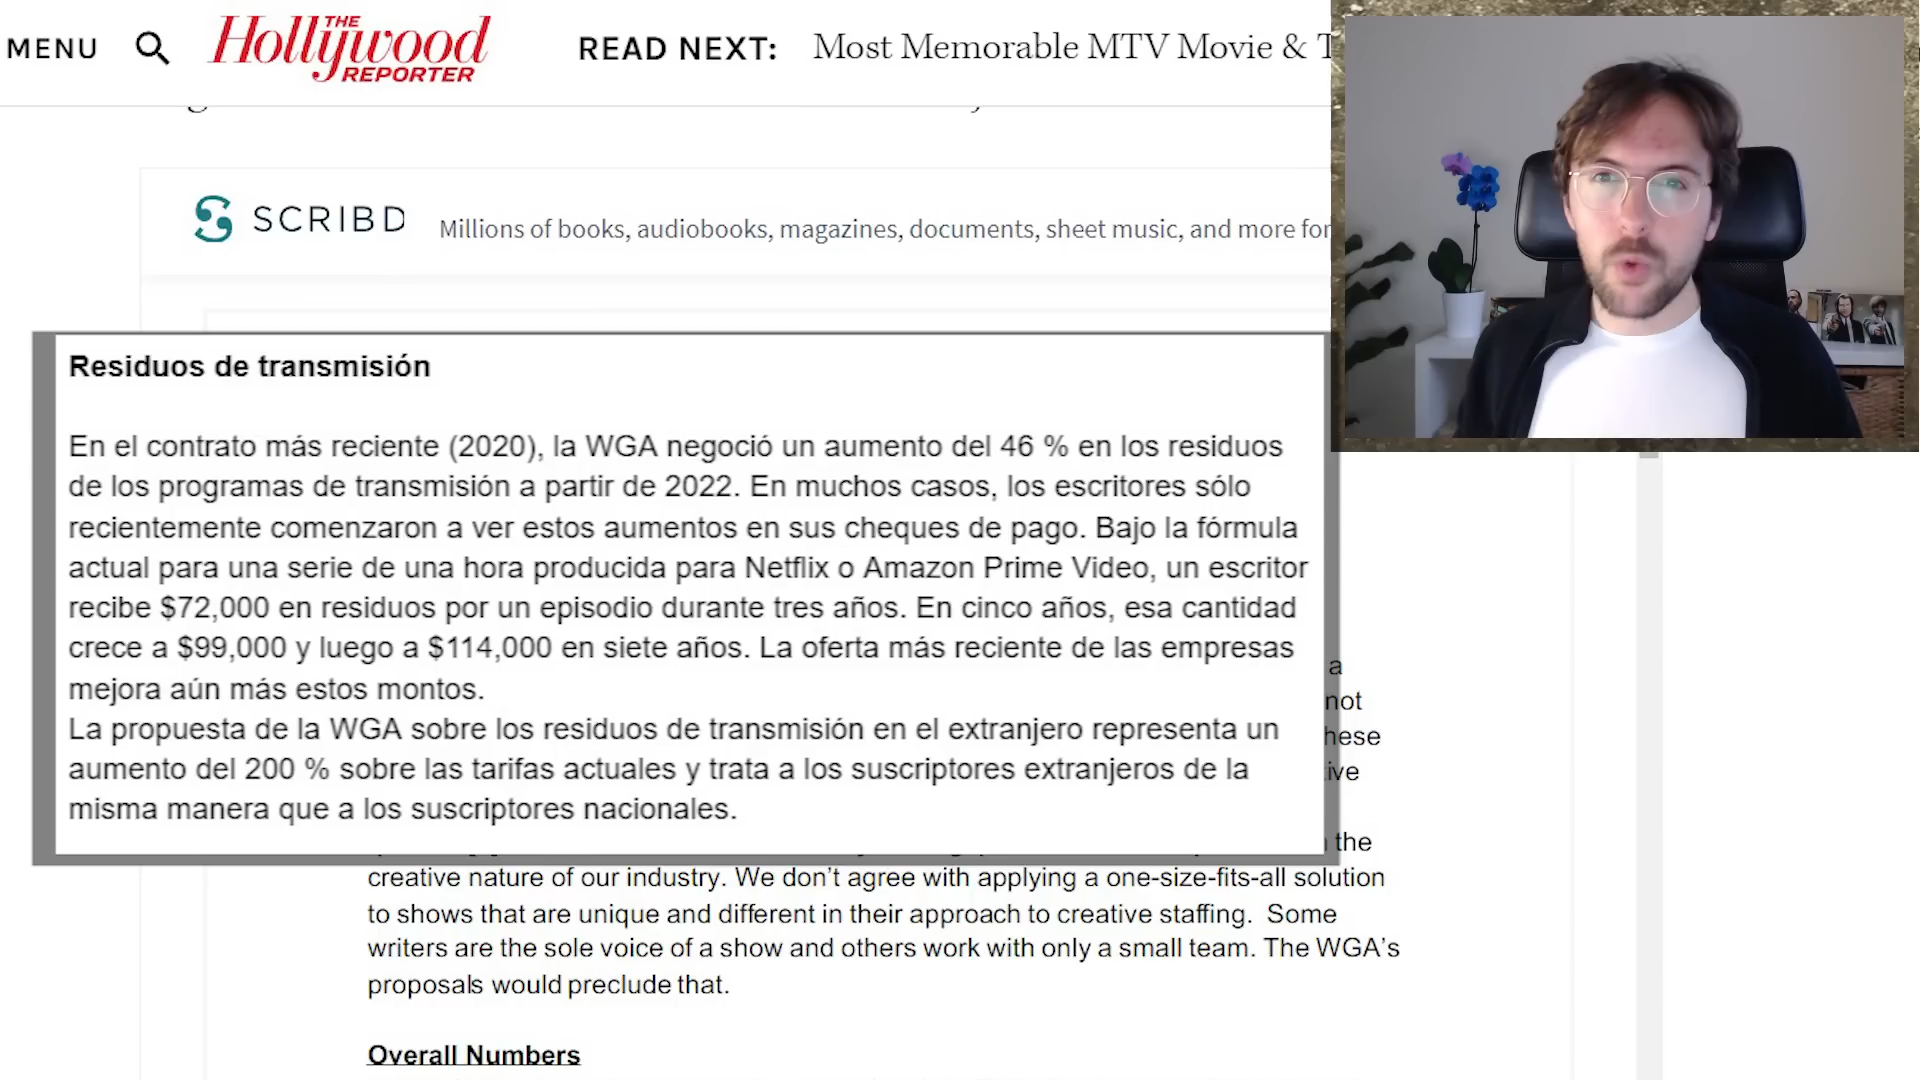 MENU
THE
Hollywood
REPORTER
READ NEXT:
Most Memorable MTV Movie & T
SCRIBD
Millions of books, audiobooks, magazines, documents, sheet music, and more for
Residuos de transmisión
En el contrato más reciente (2020), la WGA negoció un aumento del 46 % en los residuos
de los programas de transmisión a partir de 2022. En muchos casos, los escritores sólo
recientemente comenzaron a ver estos aumentos en sus cheques de pago. Bajo la fórmula
actual para una serie de una hora producida para Netflix o Amazon Prime Video, un escritor
recibe $72,000 en residuos por un episodio durante tres años. En cinco años, esa cantidad
crece a $99,000 y luego a $114,000 en siete años. La oferta más reciente de las empresas
mejora aún más estos montos.
La propuesta de la WGA sobre los residuos de transmisión en el extranjero representa un
aumento del 200 % sobre las tarifas actuales y trata a los suscriptores extranjeros de la
misma manera que a los suscriptores nacionales.
a
not
hese
ive
the
creative nature of our industry. We don't agree with applying a one-size-fits-all solution
to shows that are unique and different in their approach to creative staffing. Some
writers are the sole voice of a show and others work with only a small team. The WGA's
proposals would preclude that.
Overall Numbers